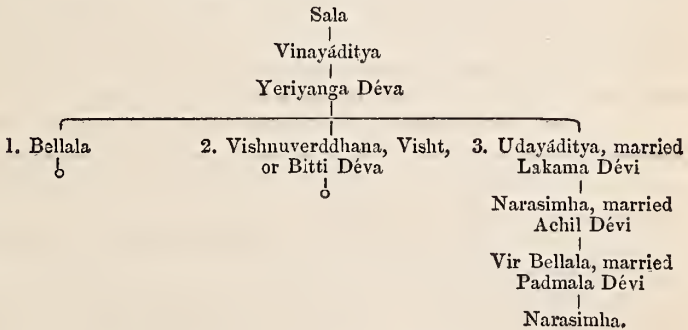 Sala
Vinayáditya
Yeriyanga Déva
1. Bellala
2. Vishnuverddhana, Visht,
or Bitti Déva
3. Udayáditya, married
Lakama Dévi
Narasimha, married
Achil Dévi
Vir Bellala, married
Padmala Dévi
Narasimha.